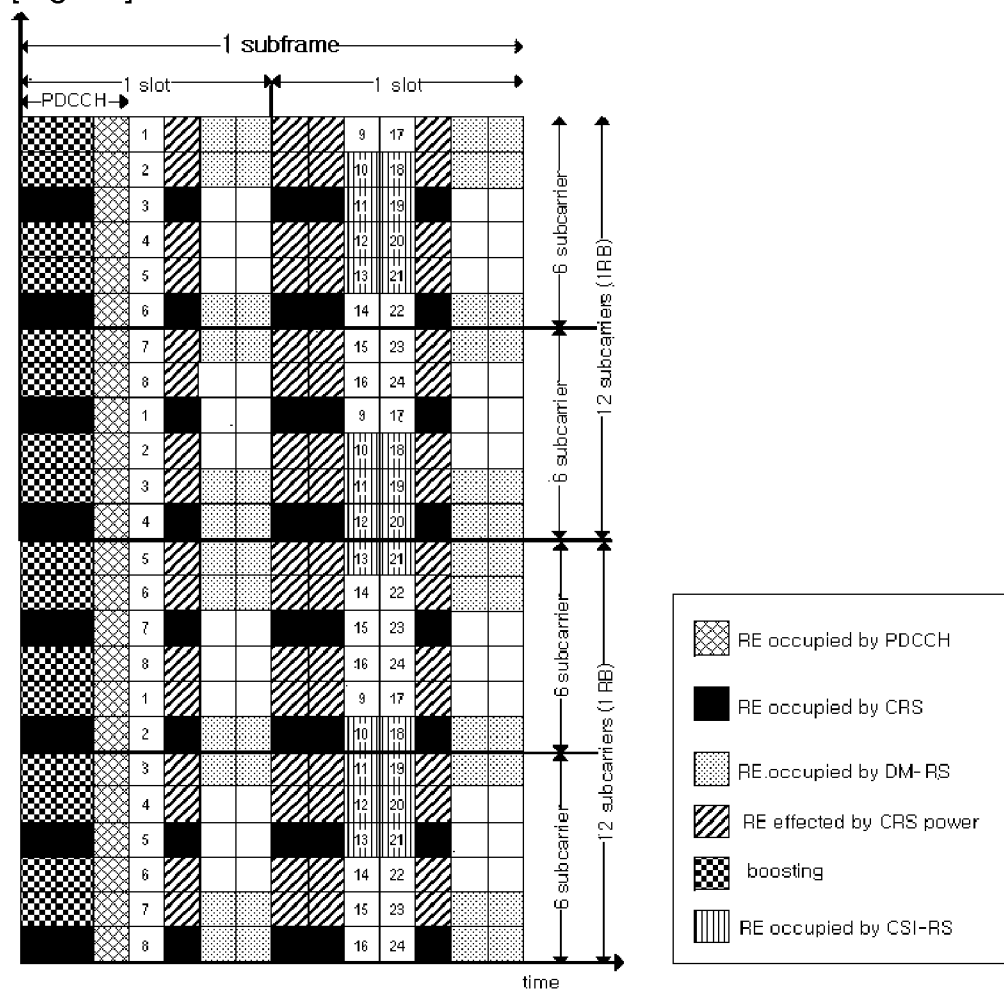 1 subframe
1 slot 1 slot
PDCCH
1 9 17
2 10 18
3 11 19
4 12 20
5 13 21
6 14 22
7 15 23
8 16 24
1 9 17
2 10 18
3 11 19
4 12 20
5 13 21
6 14 22
7 15 23
8 16 24
1 9 17
2 10 18
3 11 19
4 12 20
5 13 21
6 14 22
7 15 23
8 16 24
6 subcarrier
6 subcarrier
12 subcarriers (1RB)
6 subcarrier
6 subcarrier
12 subcarriers (1 RB)
time
RE occupied by PDCCH
RE occupied by CRS
RE.occupied by DM-RS
RE effected by CRS power
boosting
RE occupied by CSI-RS